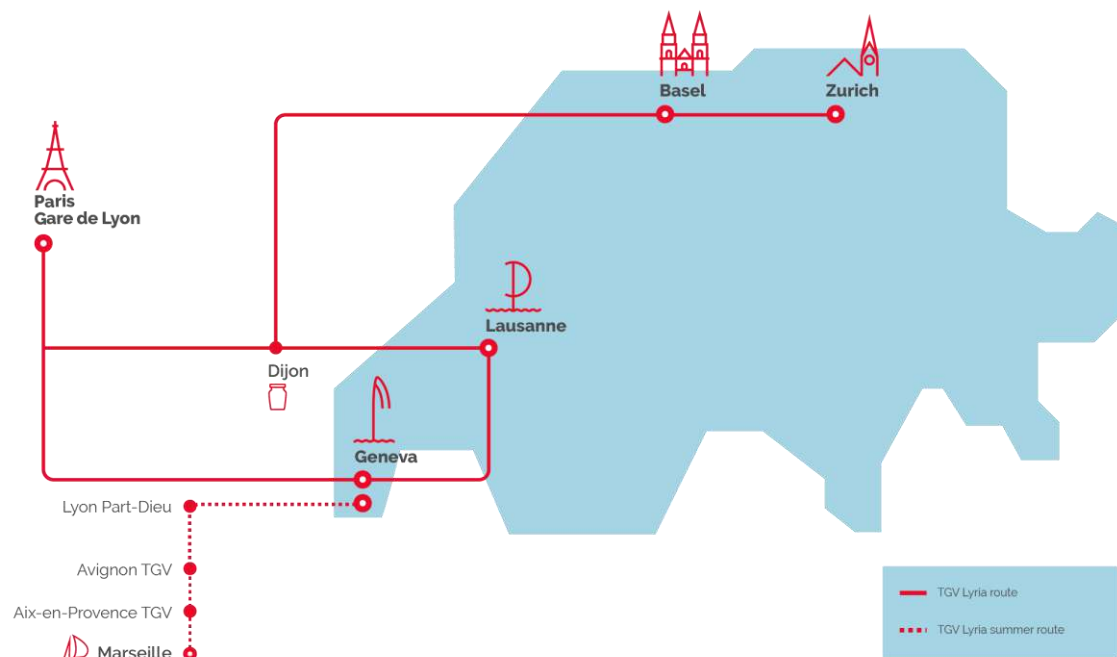 Basel
Zurich
Paris
Gare de Lyon
Lausanne
Dijon
Geneva
Lyon Part-Dieu
Avignon TGV
Aix-en-Provence TGV
Marseille
TGV Lyria route
TGV Lyria summer route